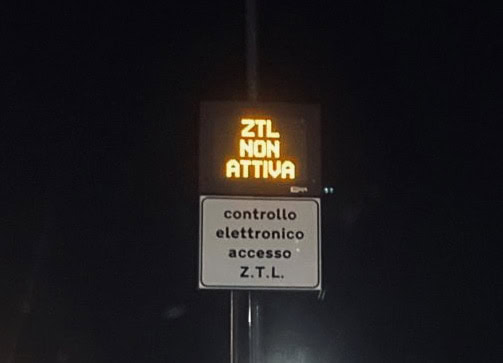 ZTL
NON
ATTIVA
controllo
elettronico
accesso
Z.T.L.